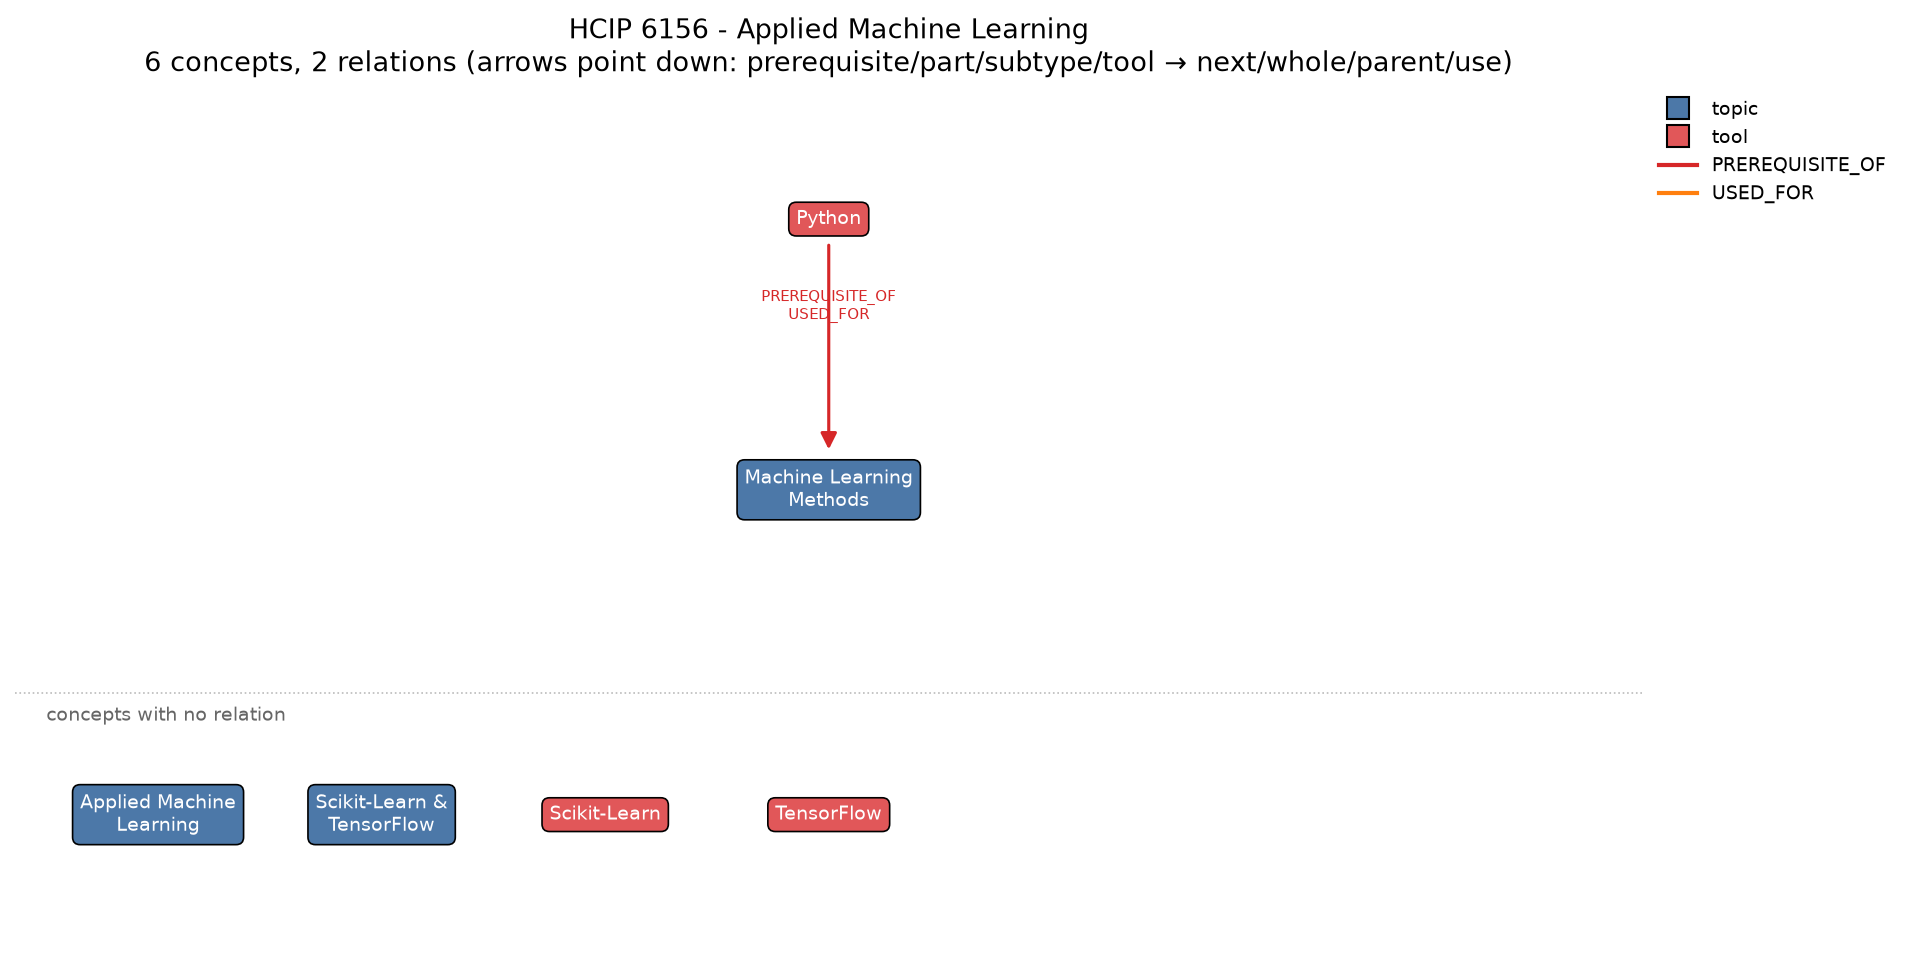 HCIP 6156 - Applied Machine Learning
6 concepts, 2 relations (arrows point down: prerequisite/part/subtype/tool → next/whole/parent/use)
topic
tool
PREREQUISITE_OF
USED_FOR
Python
PREREQUISITE_OF
USED_FOR
Machine Learning
Methods
concepts with no relation
Applied Machine
Learning
Scikit-Learn &
TensorFlow
Scikit-Learn
TensorFlow